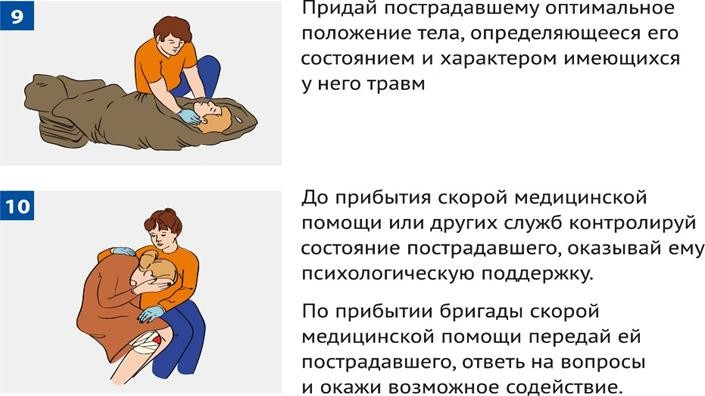 9
Придай пострадавшему оптимальное
положение тела, определяющееся его
состоянием и характером имеющихся
у него травм
10
До прибытия скорой медицинской
помощи или других служб контролируй
состояние пострадавшего, оказывай ему
психологическую поддержку.
По прибытии бригады скорой
медицинской помощи передай ей
пострадавшего, ответь на вопросы
и окажи возможное содействие.